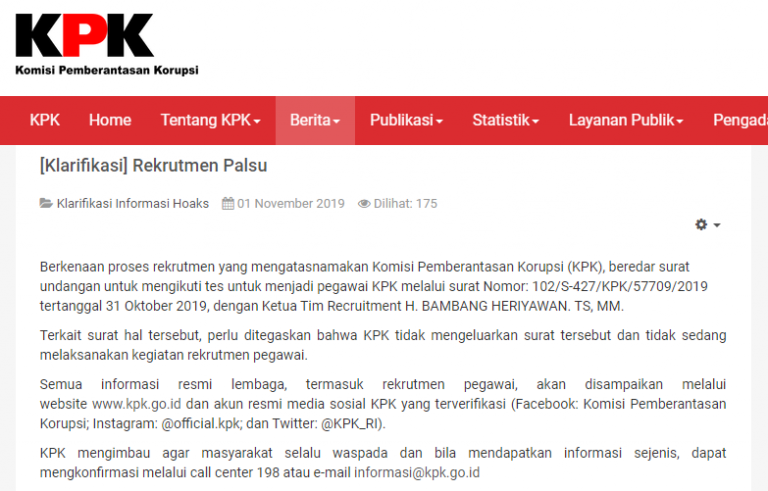 KPK
Komisi Pemberantasan Korupsi
KPK Home Tentang KPK Berita Publikasi Statistik Layanan Publik
[Klarifikasi] Rekrutmen Palsu
Klarifikasi Informasi Hoaks 01 November 2019 Dilihat: 175
Berkenaan proses rekrutmen yang mengatasnamakan Komisi Pemberantasan Korupsi (KPK), beredar surat
undangan untuk mengikuti tes untuk menjadi pegawai KPK melalui surat Nomor: 102/S-427/KPK/57709/2019
tertanggal 31 Oktober 2019, dengan Ketua Tim Recruitment H. BAMBANG HERIYAWAN. TS, MM.
Terkait surat hal tersebut, perlu ditegaskan bahwa KPK tidak mengeluarkan surat tersebut dan tidak sedang
melaksanakan kegiatan rekrutmen pegawai.
Semua informasi resmi lembaga, termasuk rekrutmen pegawai, akan disampaikan melalui
website www.kpk.go.id dan akun resmi media sosial KPK yang terverifikasi (Facebook: Komisi Pemberantasan
Korupsi; Instagram: @official.kpk; dan Twitter: @KPK_RI).
KPK mengimbau agar masyarakat selalu waspada dan bila mendapatkan informasi sejenis, dapat
mengkonfirmasi melalui call center 198 atau e-mail informasi@kpk.go.id